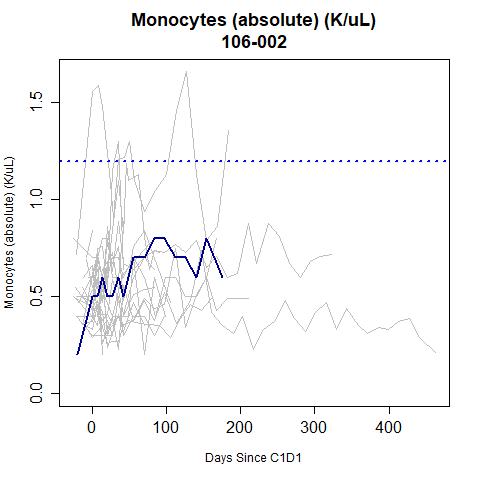 Monocytes (absolute) (K/uL)
106-002
Monocytes (absolute) (K/uL)
1.5
1.0
0.5
0.0
0 100 200 300 400
Days Since C1D1